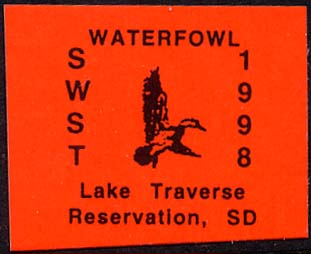 WATERFOWL
S 1
W 9
S 9
T 8
Lake Traverse
Reservation, SD